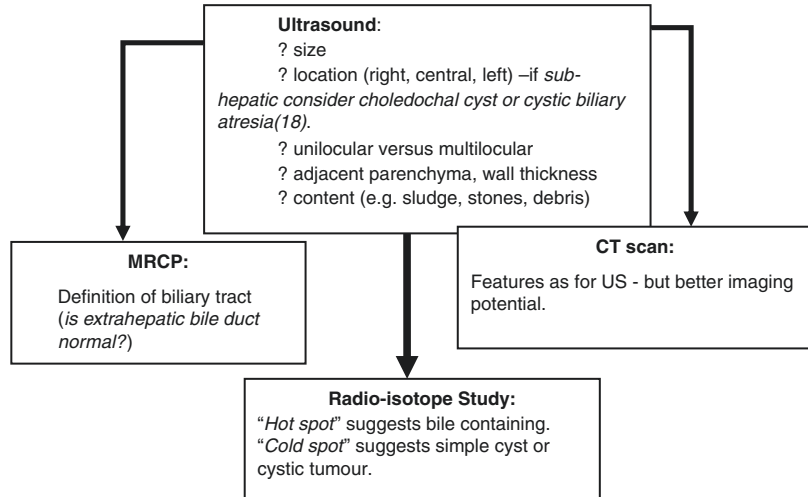 Ultrasound:
? size
? location (right, central, left) –if sub-
hepatic consider choledochal cyst or cystic biliary
atresia(18).
? unilocular versus multilocular
? adjacent parenchyma, wall thickness
? content (e.g. sludge, stones, debris)
MRCP:
Definition of biliary tract
(is extrahepatic bile duct
normal?)
CT scan:
Features as for US - but better imaging
potential.
Radio-isotope Study:
“Hot spot” suggests bile containing.
“Cold spot” suggests simple cyst or
cystic tumour.